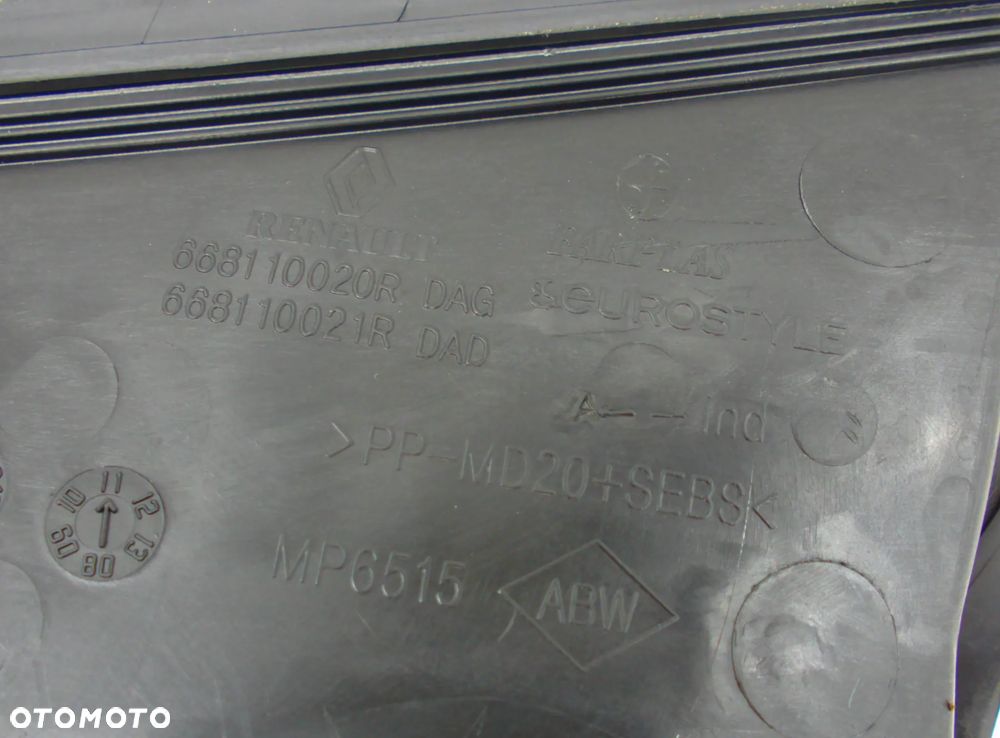 RENAULT
668110020R DAG
668110021R DAD
FARPLAS
&eUROSTYLE
A-- - ind
>PP-MD20+SEBS<
11 12 13 08 09 10
MP6515
ABW
OTOMOTO